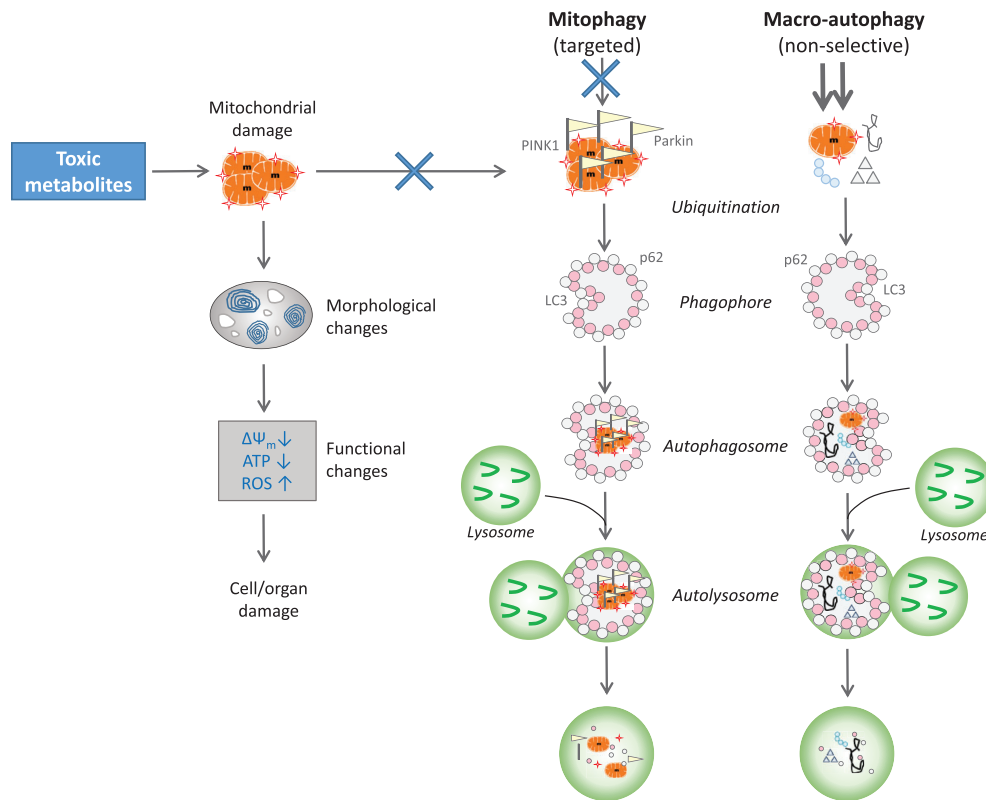 Mitophagy
(targeted)
Macro-autophagy
(non-selective)
Toxic
metabolites
Mitochondrial
damage
m
m
m
PINK1
Parkin
m
m
m
m
Ubiquitination
p62
LC3
Phagophore
p62
LC3
Morphological
changes
ΔΨm↓
ATP ↓
ROS ↑
Functional
changes
Autophagosome
m
m
m
Lysosome
Lysosome
Cell/organ
damage
Autolysosome
m
m
m
m
m